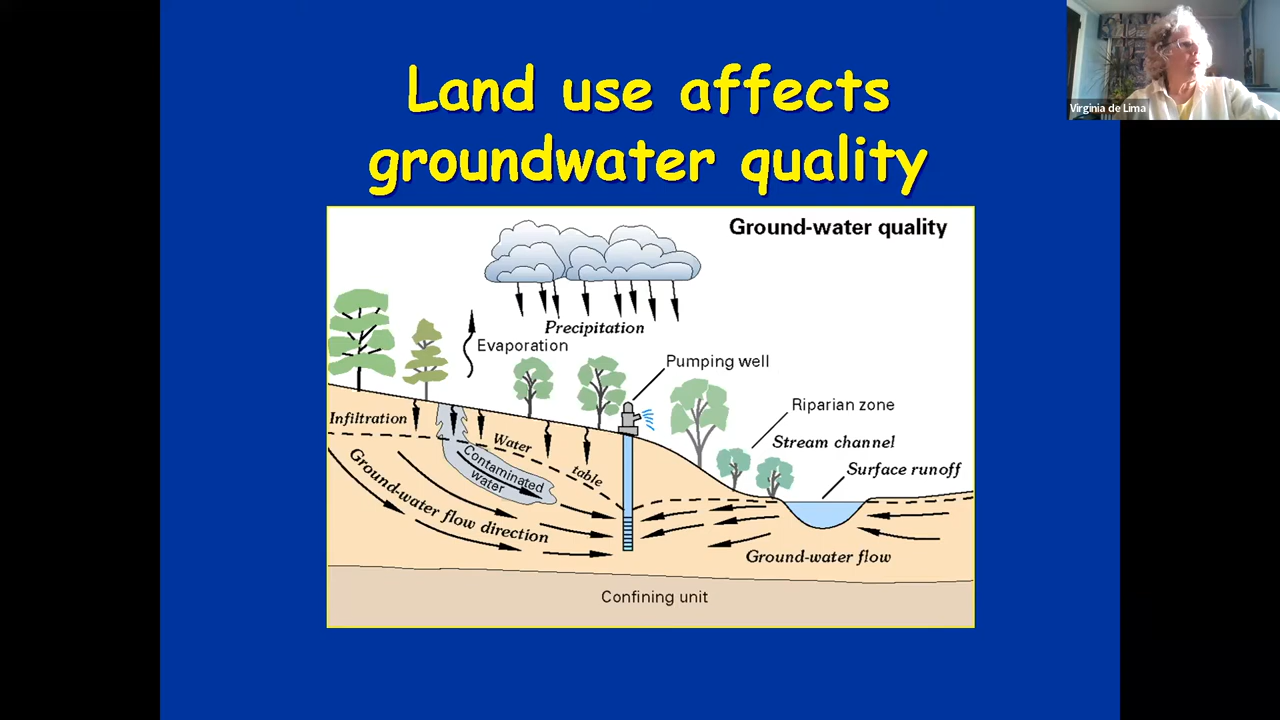 Land use affects
groundwater quality
Virginia de Lima
Ground-water quality
Precipitation
Evaporation
Pumping well
Riparian zone
Infiltration
Water
table
Stream channel
Surface runoff
Contaminated
water
Ground-water flow direction
Ground-water flow
Confining unit